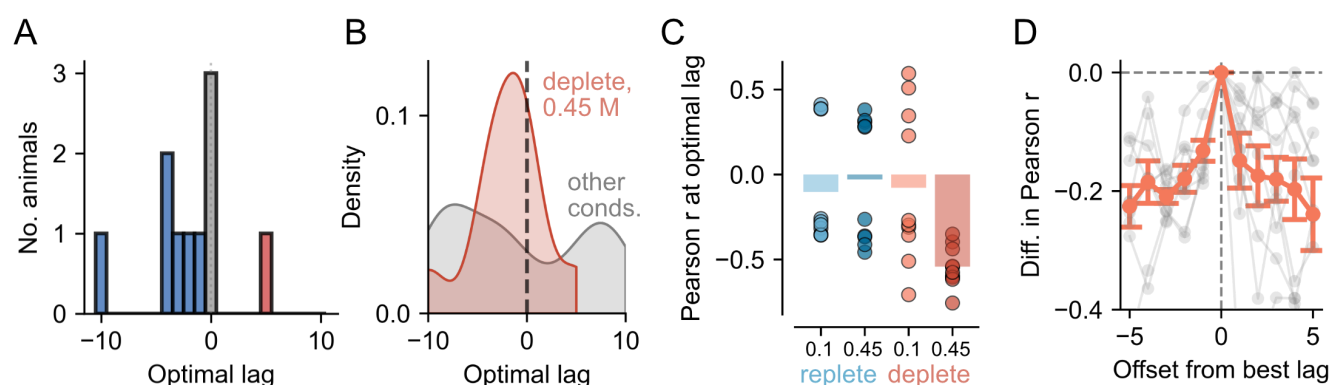 A
No. animals
3
2
1
0
−10
0
10
Optimal lag
B
Density
0.1
0.0
deplete,
0.45 M
other
conds.
−10
0
10
Optimal lag
C
Pearson r at optimal lag
0.5
0.0
−0.5
0.1
0.45
0.1
0.45
replete
deplete
D
Diff. in Pearson r
0.0
−0.2
−0.4
−5
0
5
Offset from best lag